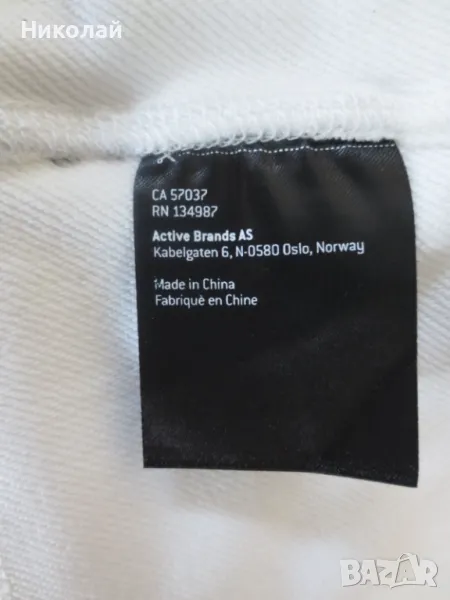 Николай
CA 57037
RN 134987
Active Brands AS
Kabelgaten 6, N-0580 Oslo, Norway
Made in China
Fabriquè en Chine
BAZAR